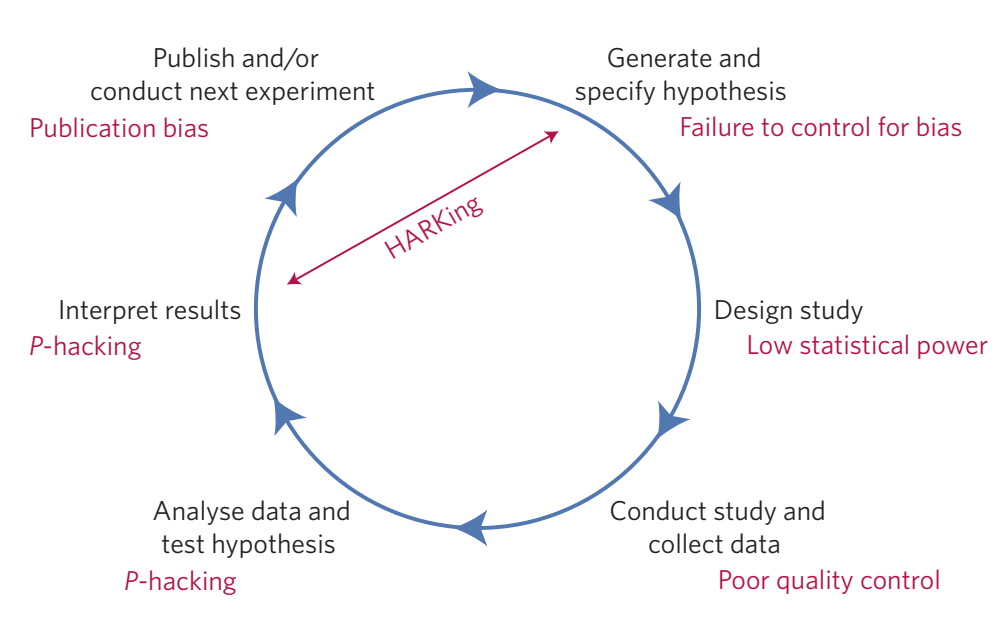 Publish and/or
conduct next experiment
Publication bias
Generate and
specify hypothesis
Failure to control for bias
HARKing
Interpret results
P-hacking
Design study
Low statistical power
Analyse data and
test hypothesis
P-hacking
Conduct study and
collect data
Poor quality control